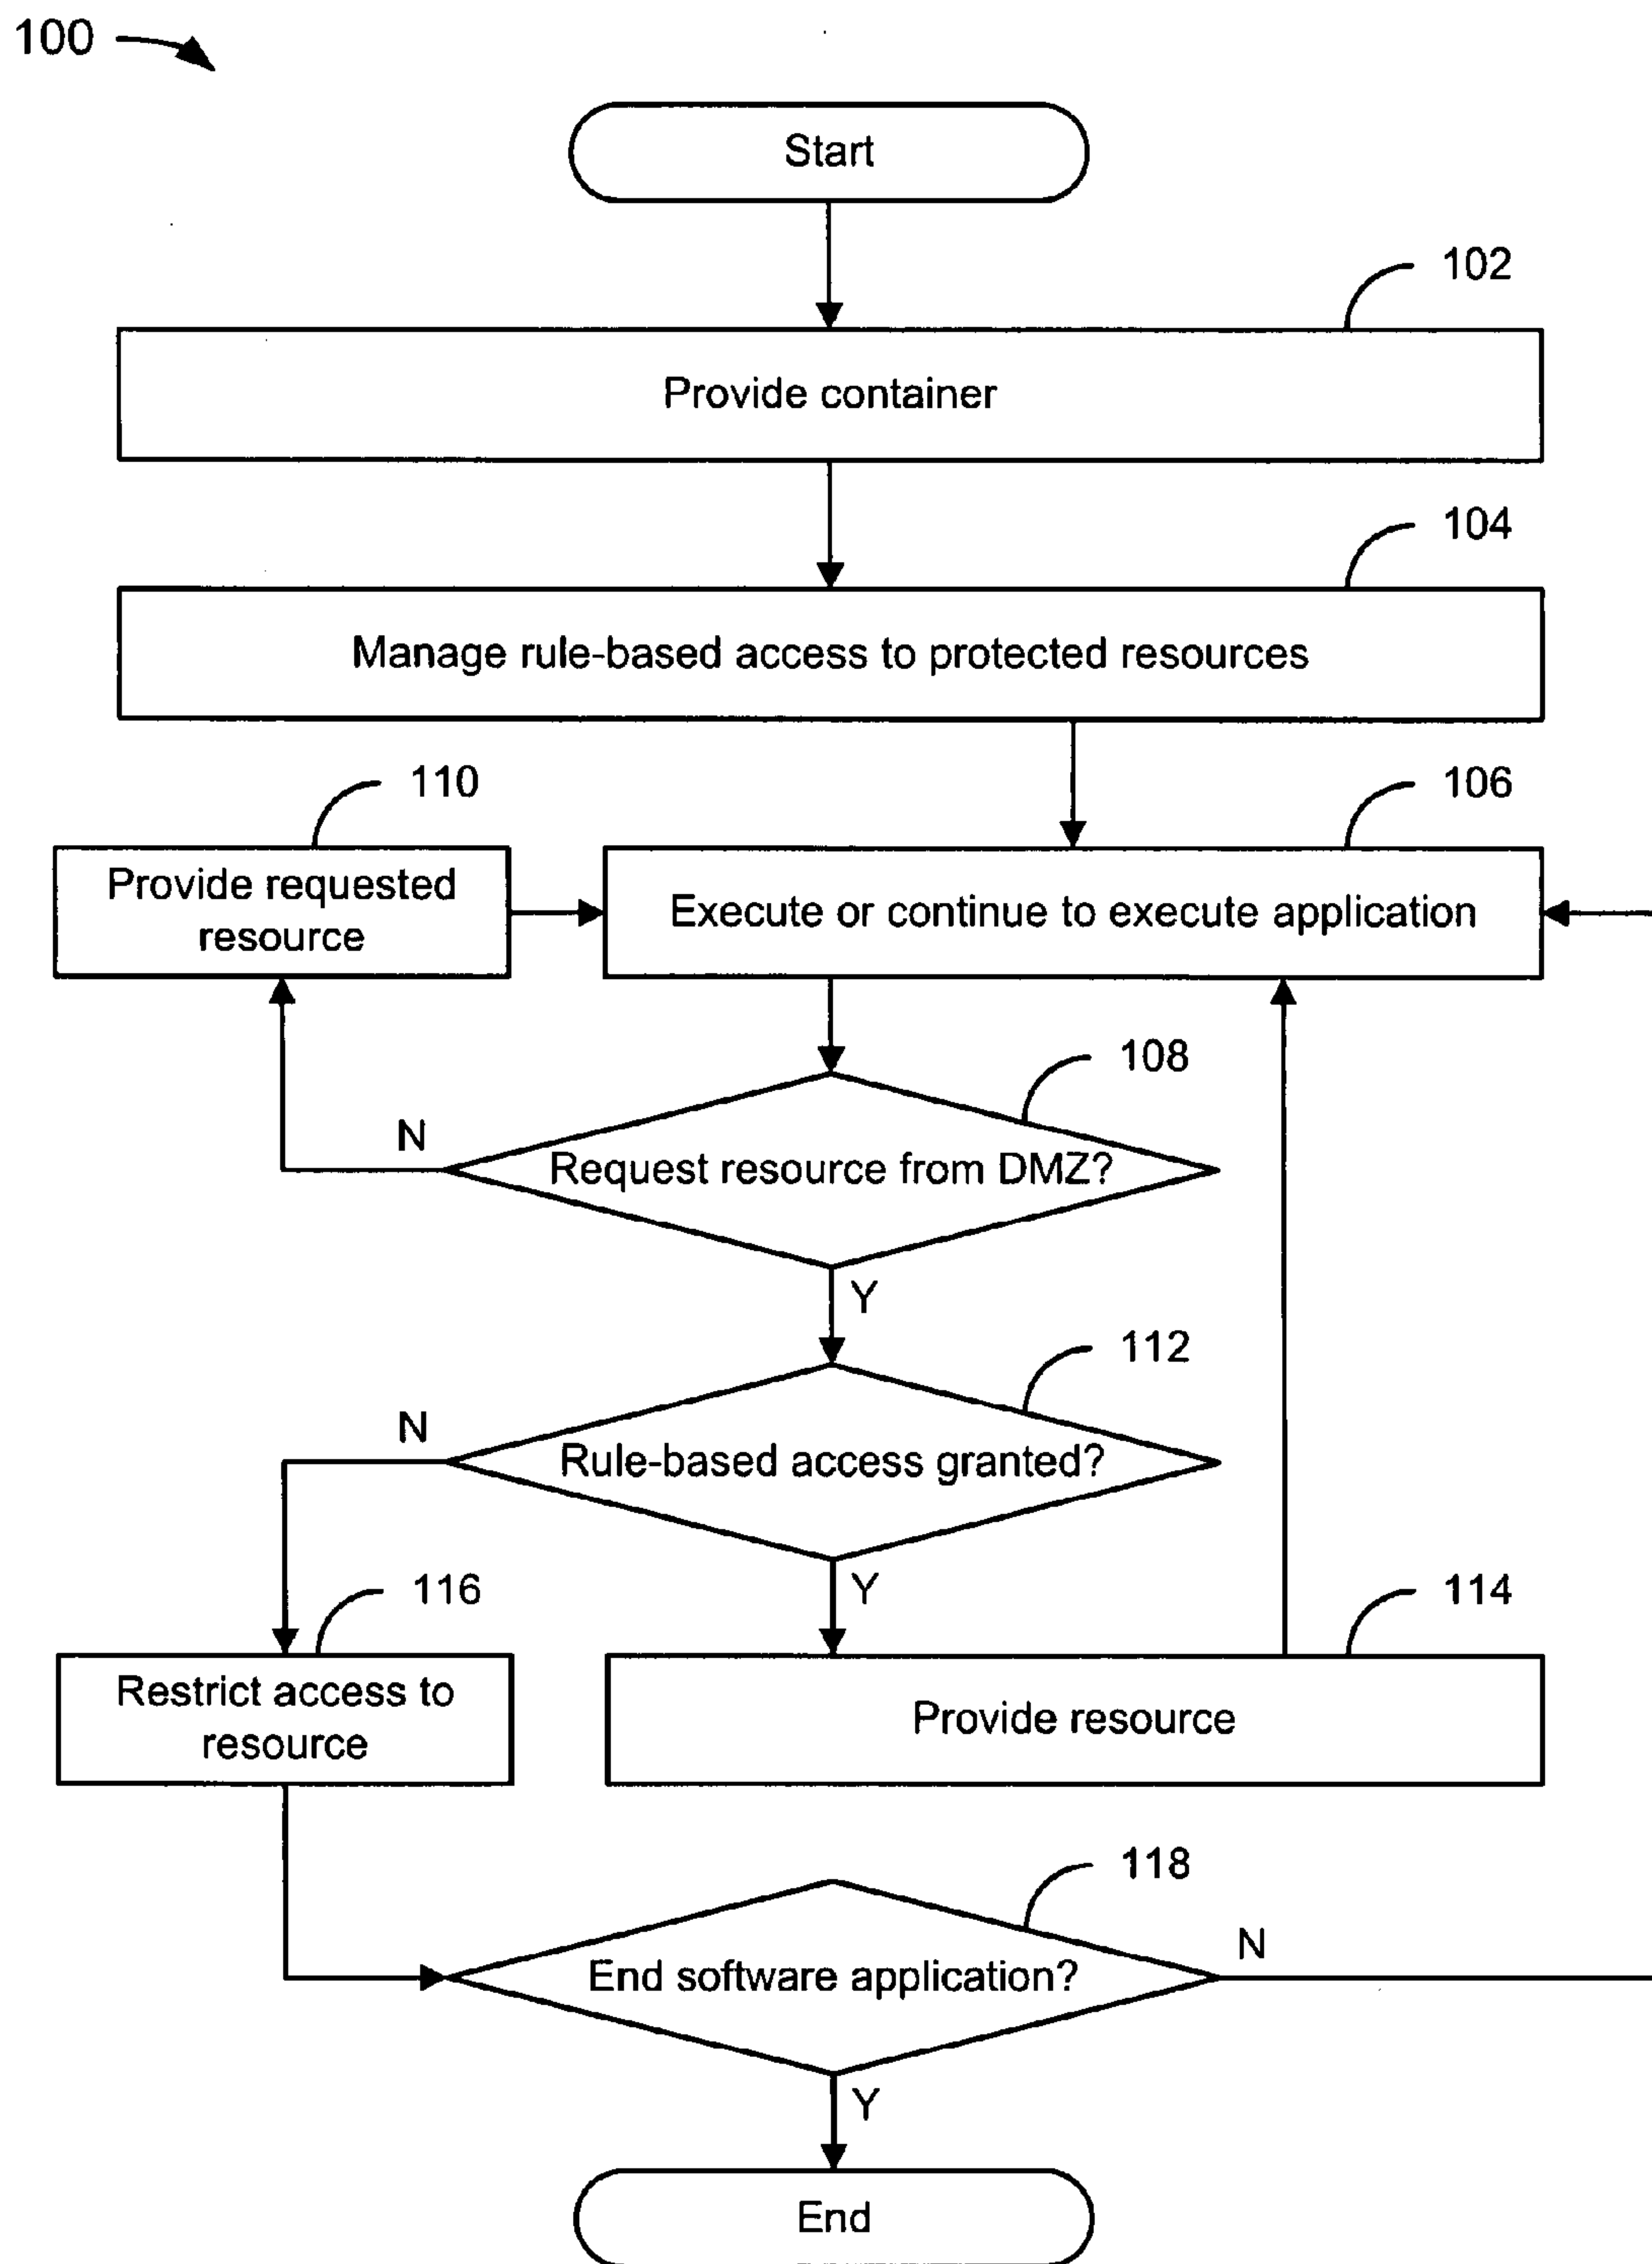 100
Start
102
Provide container
104
Manage rule-based access to protected resources
110
106
Provide requested
resource
Execute or continue to execute application
108
N
Request resource from DMZ?
Y
112
N
Rule-based access granted?
Y
116
114
Restrict access to
resource
Provide resource
118
N
End software application?
Y
End